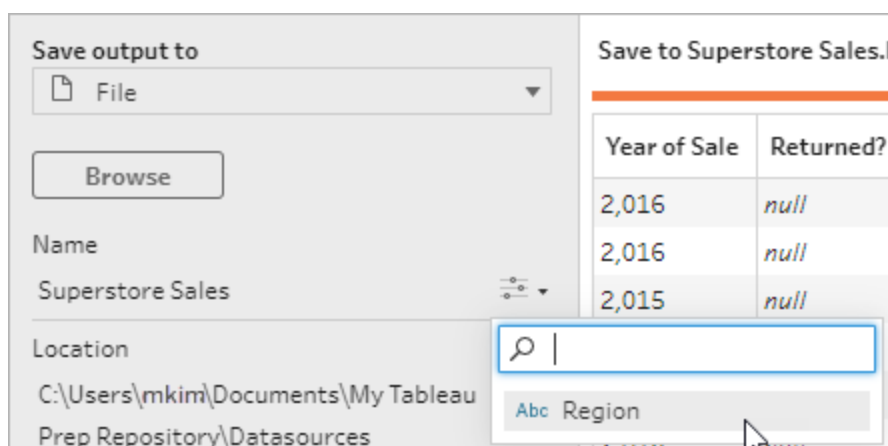 Save output to
File
Browse
Name
Superstore Sales
Location
C:\Users\mkim\Documents\My Tableau
Prep Repository\Datasources
Save to Superstore Sales.
Year of Sale Returned?
2,016 null
2,016 null
2,015 null
Abc Region